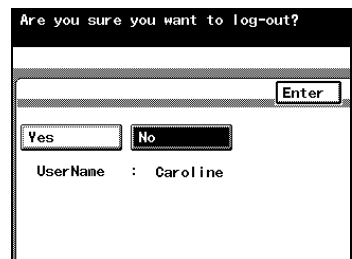 Are you sure you want to log-out?
Enter
Yes No
UserName : Caroline